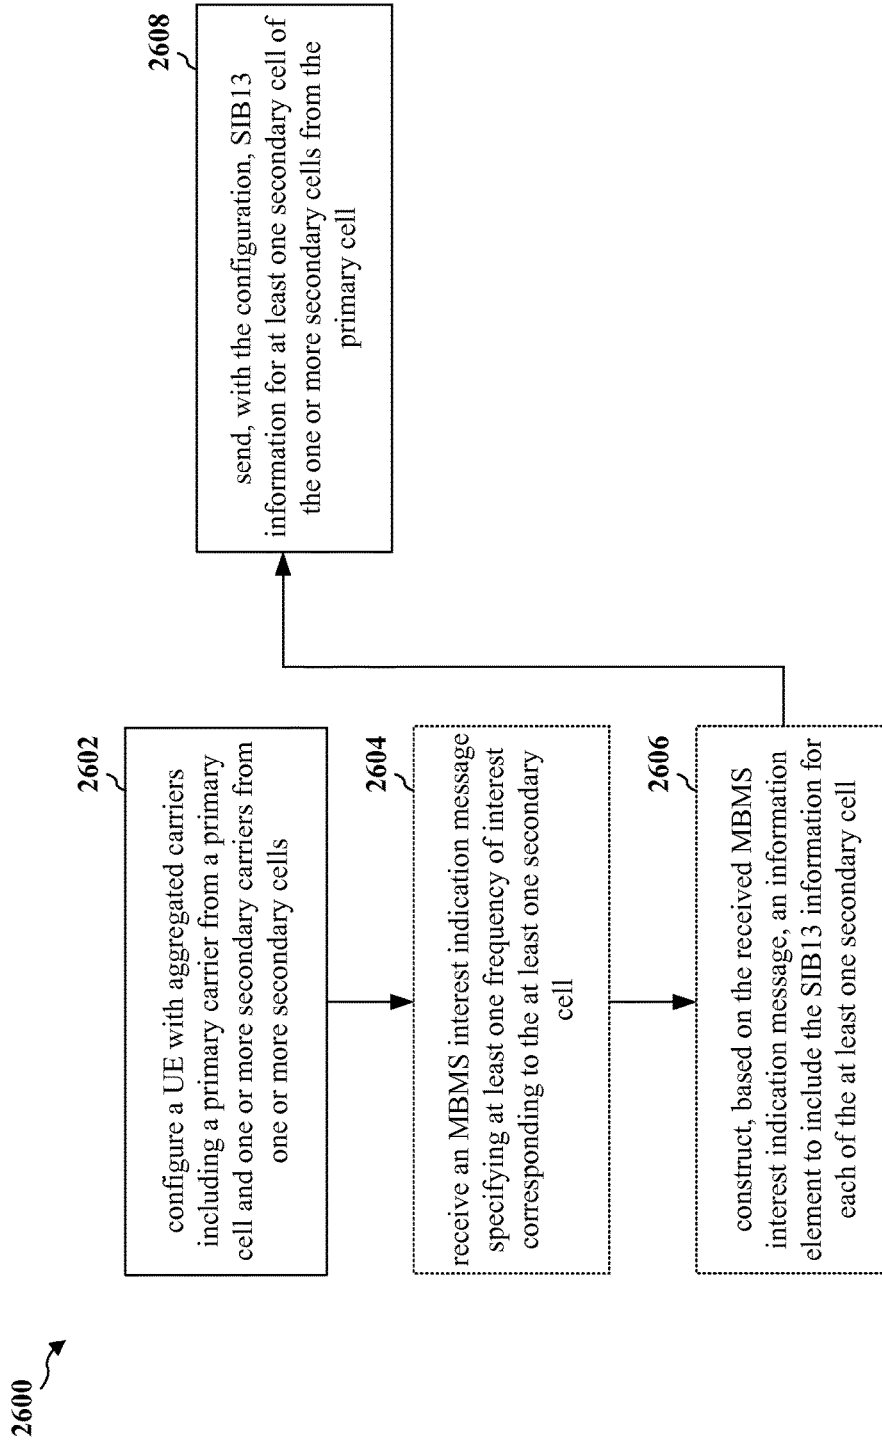 2600
2602
configure a UE with aggregated carriers
including a primary carrier from a primary
cell and one or more secondary carriers from
one or more secondary cells
2604
receive an MBMS interest indication message
specifying at least one frequency of interest
corresponding to the at least one secondary
cell
2606
construct, based on the received MBMS
interest indication message, an information
element to include the SIB13 information for
each of the at least one secondary cell
2608
send, with the configuration, SIB13
information for at least one secondary cell of
the one or more secondary cells from the
primary cell